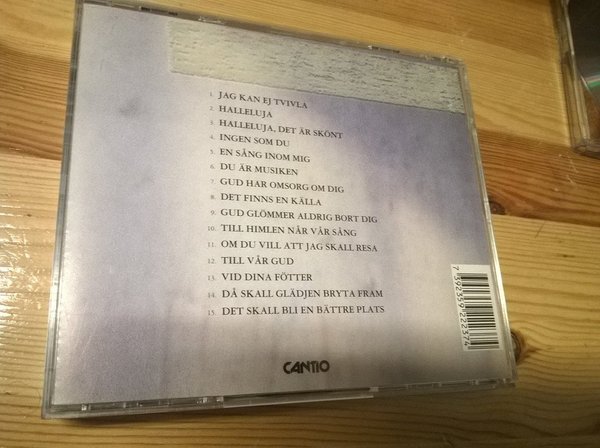 1. JAG KAN EJ TVIVLA
2. HALLELUJA
3. HALLELUJA, DET ÄR SKÖNT
4. INGEN SOM DU
5. EN SÅNG INOM MIG
6. DU ÄR MUSIKEN
7. GUD HAR OMSORG OM DIG
8. DET FINNS EN KÄLLA
9. GUD GLÖMMER ALDRIG BORT DIG
10. TILL HIMLEN NÅR VÅR SÅNG
11. OM DU VILL ATT JAG SKALL RESA
12. TILL VÅR GUD
13. VID DINA FÖTTER
14. DÅ SKALL GLÄDJEN BRYTA FRAM
15. DET SKALL BLI EN BÄTTRE PLATS
7 392359 222374
CANTIO